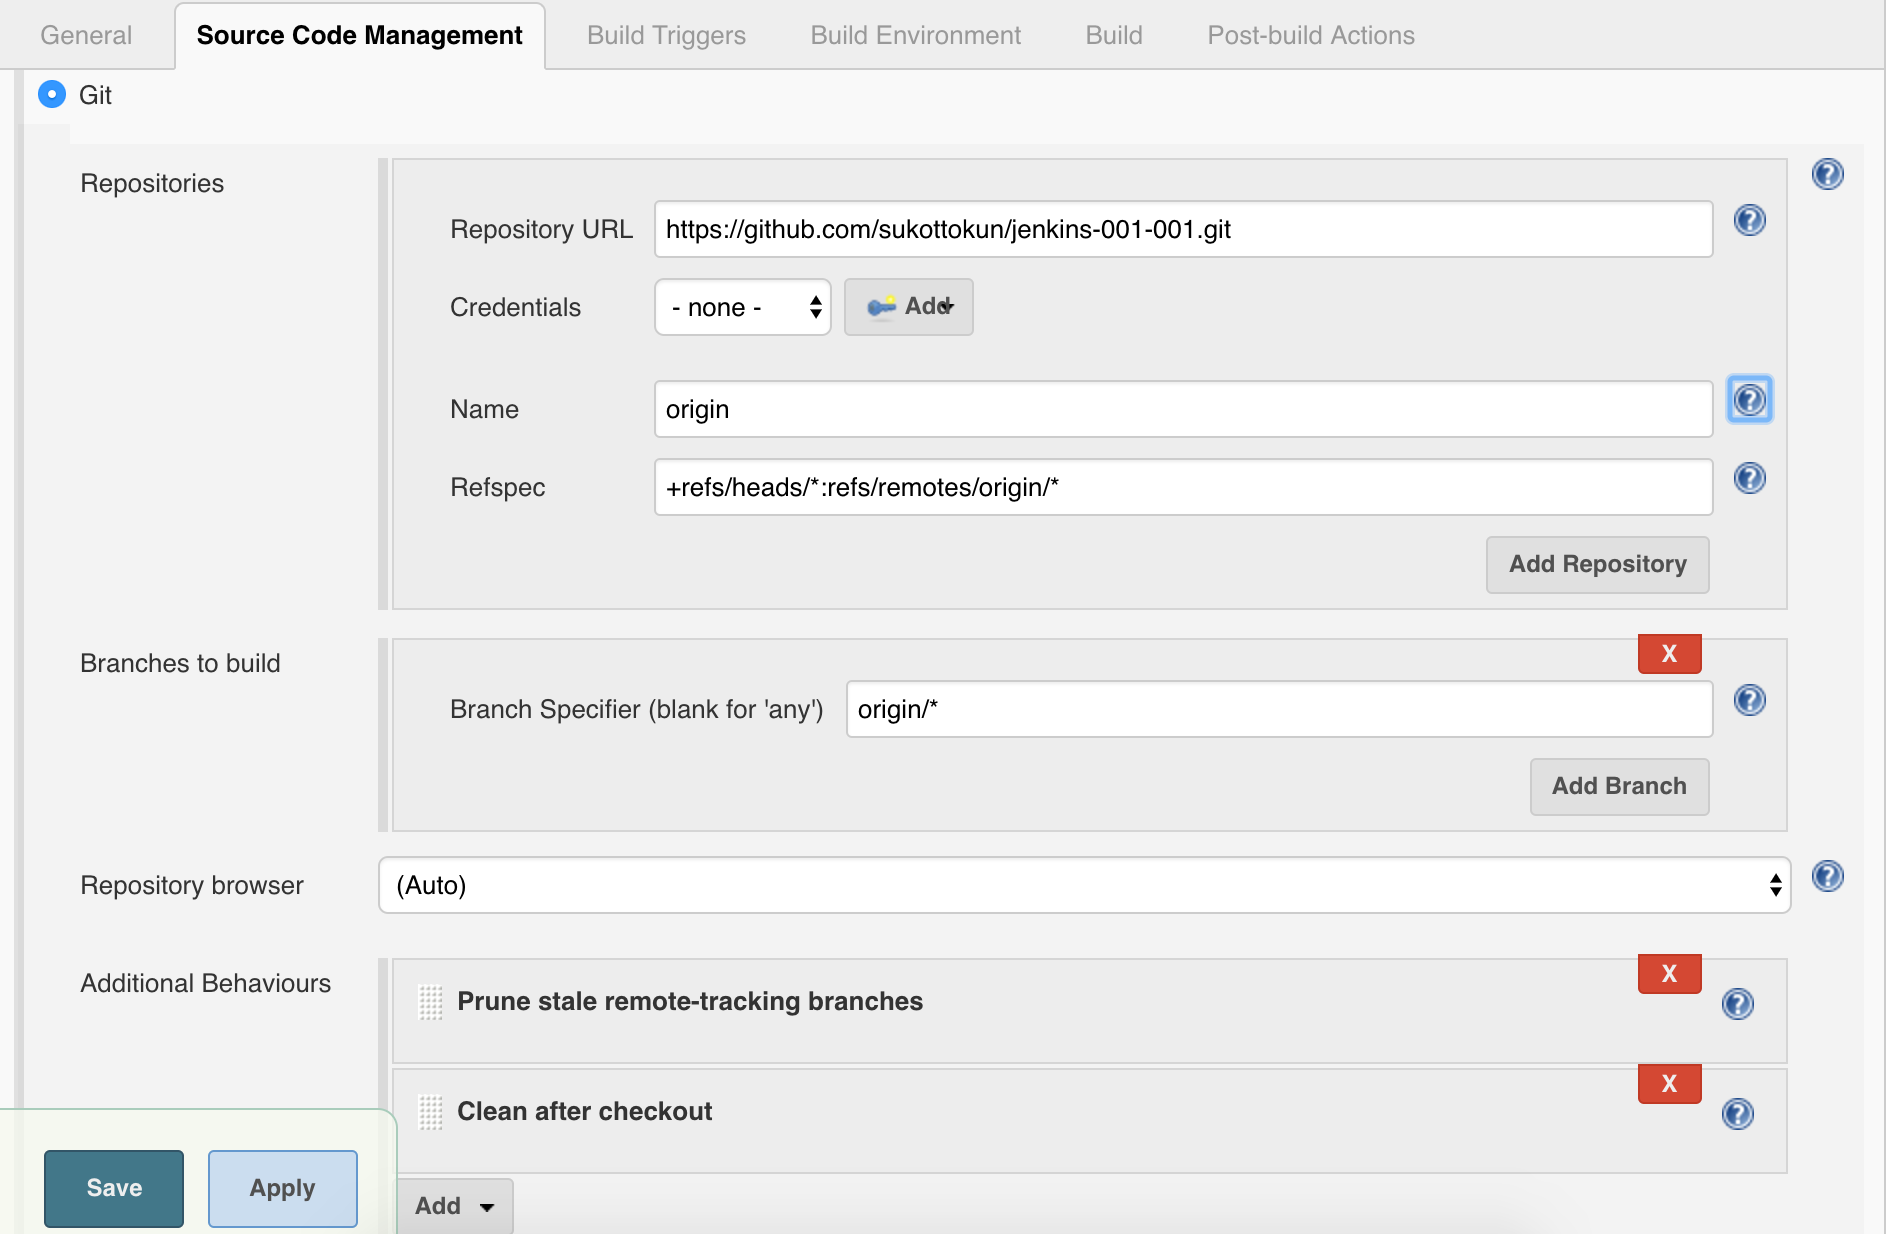 General Source Code Management Build Triggers Build Environment Build Post-build Actions
Git
Repositories
Repository URL https://github.com/sukottokun/jenkins-001-001.git
Credentials - none - Add
Name origin
Refspec +refs/heads/*:refs/remotes/origin/*
Add Repository
Branches to build
X
Branch Specifier (blank for 'any') origin/*
Add Branch
Repository browser (Auto)
Additional Behaviours
X
Prune stale remote-tracking branches
X
Clean after checkout
Save Apply Add